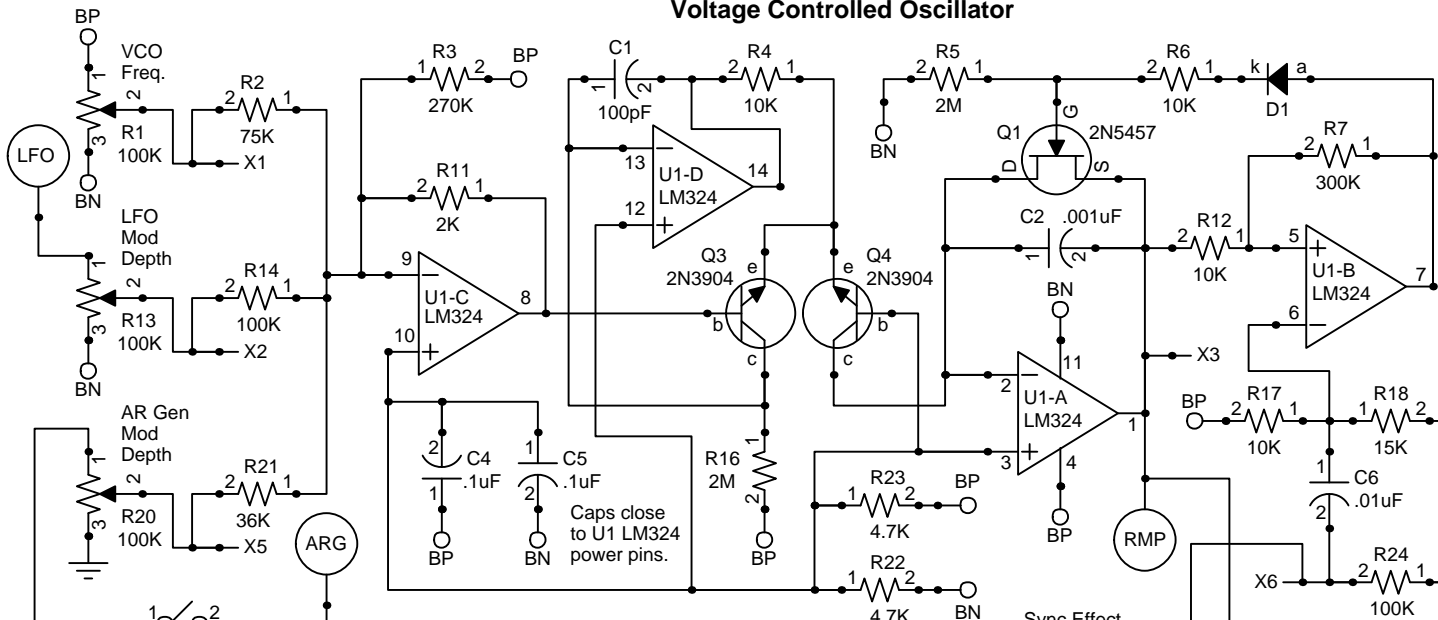 Voltage Controlled Oscillator
BP
1
VCO
Freq.
2
3
R1
100K
BN
R2
2 1
75K
X1
LFO
R3
1 2
270K
BP
R11
2 1
2K
LFO
Mod
Depth
1
2
3
R13
100K
BN
R14
2 1
100K
X2
AR Gen
Mod
Depth
1
2
3
R20
100K
R21
2 1
36K
X5
ARG
1 2
9
10
U1-C
LM324
8
2
1
C4
.1uF
BP
1
2
C5
.1uF
BN
Caps close
to U1 LM324
power pins.
C1
1 2
100pF
R4
2 1
10K
13
12
U1-D
LM324
14
Q3
2N3904
e
b
c
Q4
2N3904
e
b
c
1
R16
2M
2
BP
R23
1 2
4.7K
BP
R22
1 2
4.7K
BN
R5
2 1
2M
BN
R6
2 1
10K
k a
D1
G
Q1
2N5457
D
S
C2
.001uF
1 2
BN
11
2
3
U1-A
LM324
1
4
BP
R7
2 1
300K
R12
2 1
10K
5
6
U1-B
LM324
7
X3
RMP
BP
R17
2 1
10K
R18
1 2
15K
1
C6
.01uF
2
X6
R24
2 1
100K
Sync Effect